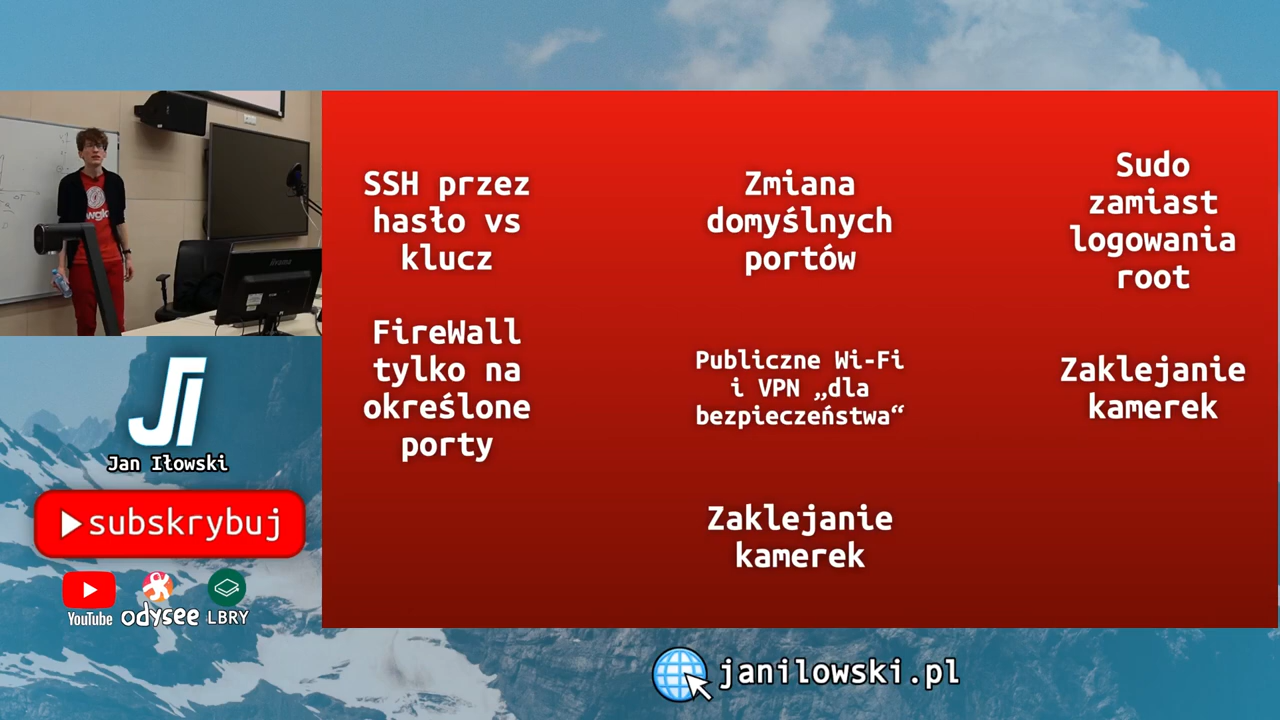 SSH przez
hasło vs
klucz
Zmiana
domyślnych
portów
Sudo
zamiast
logowania
root
FireWall
tylko na
określone
porty
Publiczne Wi-Fi
i VPN „dla
bezpieczeństwa“
Zaklejanie
kamerek
Zaklejanie
kamerek
JI
Jan Iłowski
subskrybuj
YouTube
odysee
LBRY
janilowski.pl